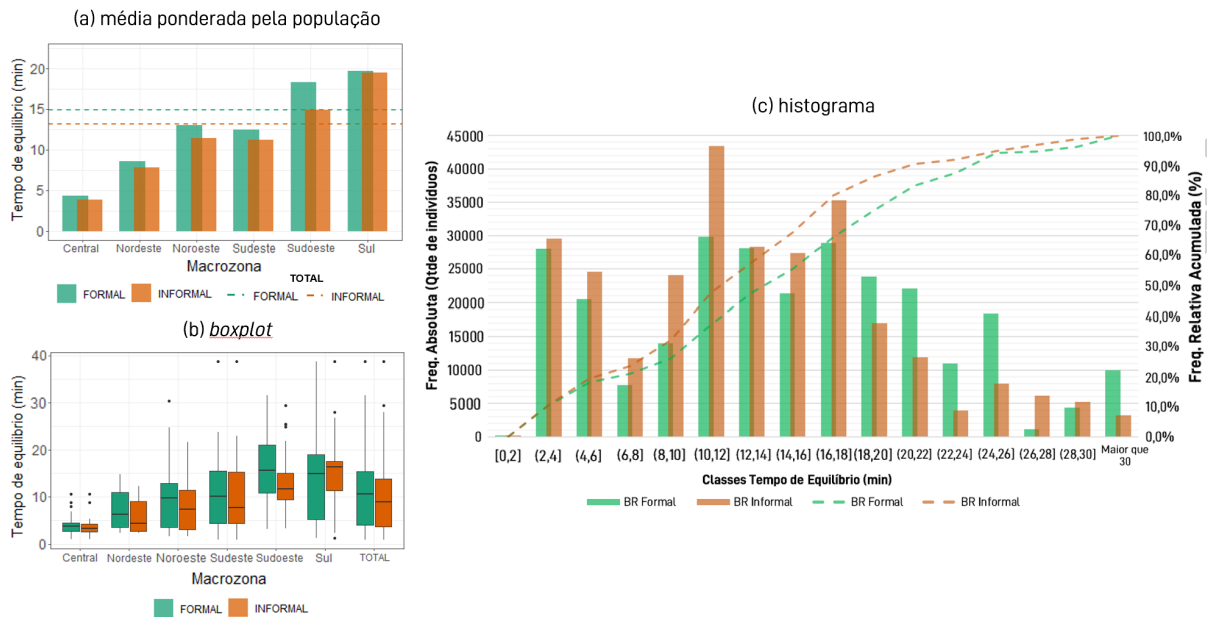 (a) média ponderada pela população
Tempo de equilíbrio (min)
20
15
10
5
0
Central Nordeste Noroeste Sudeste Sudoeste Sul
Macrozona
TOTAL
FORMAL INFORMAL FORMAL INFORMAL
(b) boxplot
Tempo de equilíbrio (min)
40
30
20
10
0
Central Nordeste Noroeste Sudeste Sudoeste Sul TOTAL
Macrozona
FORMAL INFORMAL
(c) histograma
Freq. Absoluta (Qtde de indivíduos)
45000
40000
35000
30000
25000
20000
15000
10000
5000
0
Freq. Relativa Acumulada (%)
100,0%
90,0%
80,0%
70,0%
60,0%
50,0%
40,0%
30,0%
20,0%
10,0%
0,0%
[0,2] (2,4] (4,6] (6,8] (8,10] (10,12] (12,14] (14,16] (16,18] (18,20] (20,22] (22,24] (24,26] (26,28] (28,30] Maior que
30
Classes Tempo de Equilíbrio (min)
BR Formal BR Informal BR Formal BR Informal